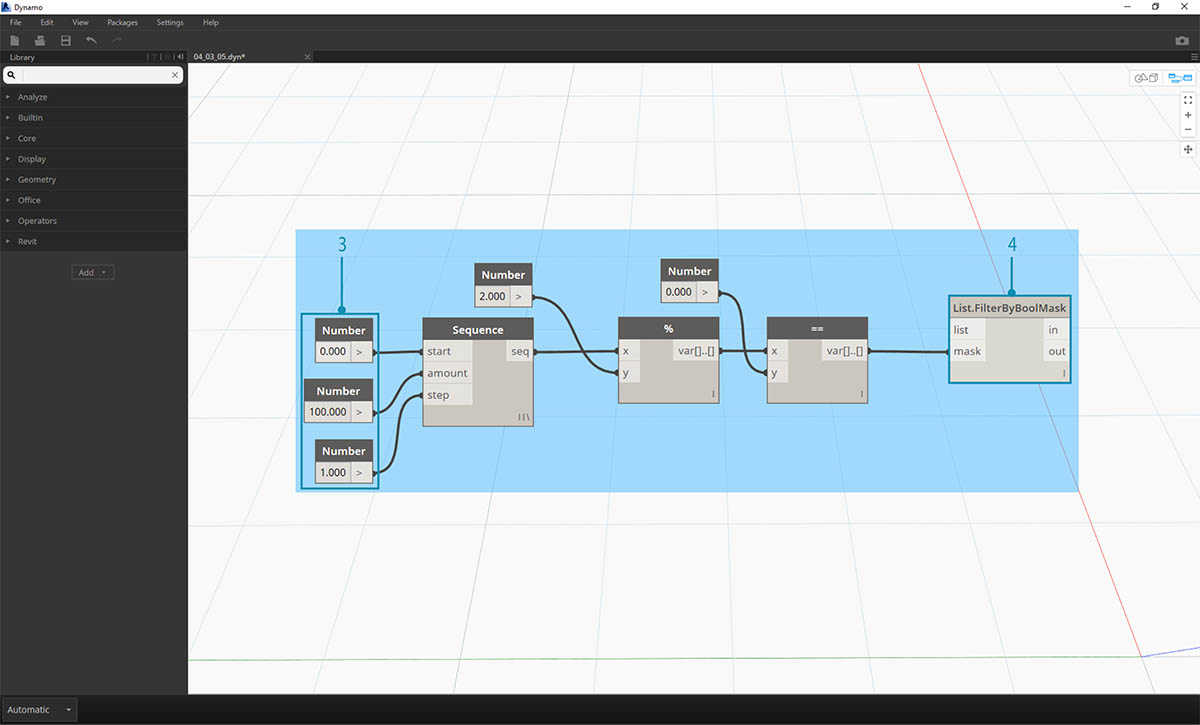 Dynamo
File Edit View Packages Settings Help
Library
04_03_05.dyn*
Analyze
BuiltIn
Core
Display
Geometry
Office
Operators
Revit
Add
3
4
Number
0.000 >
Number
100.000 >
Number
1.000 >
Sequence
start seq
amount
step
Number
2.000 >
%
x var[]..[]
y
Number
0.000 >
==
x var[]..[]
y
List.FilterByBoolMask
list in
mask out
Automatic